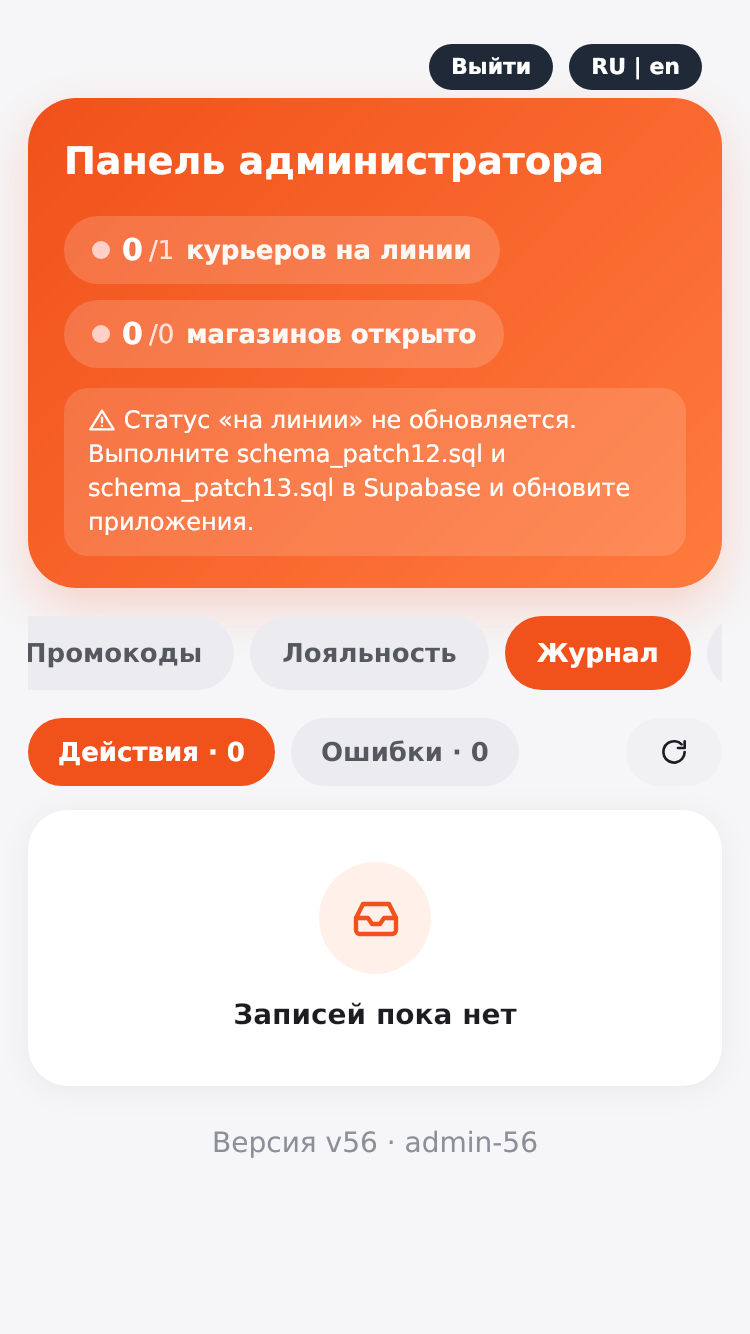 Выйти
RU | en
Панель администратора
0 /1 курьеров на линии
0 /0 магазинов открыто
Статус «на линии» не обновляется.
Выполните schema_patch12.sql и
schema_patch13.sql в Supabase и обновите
приложения.
Промокоды
Лояльность
Журнал
Действия · 0
Ошибки · 0
Записей пока нет
Версия v56 · admin-56